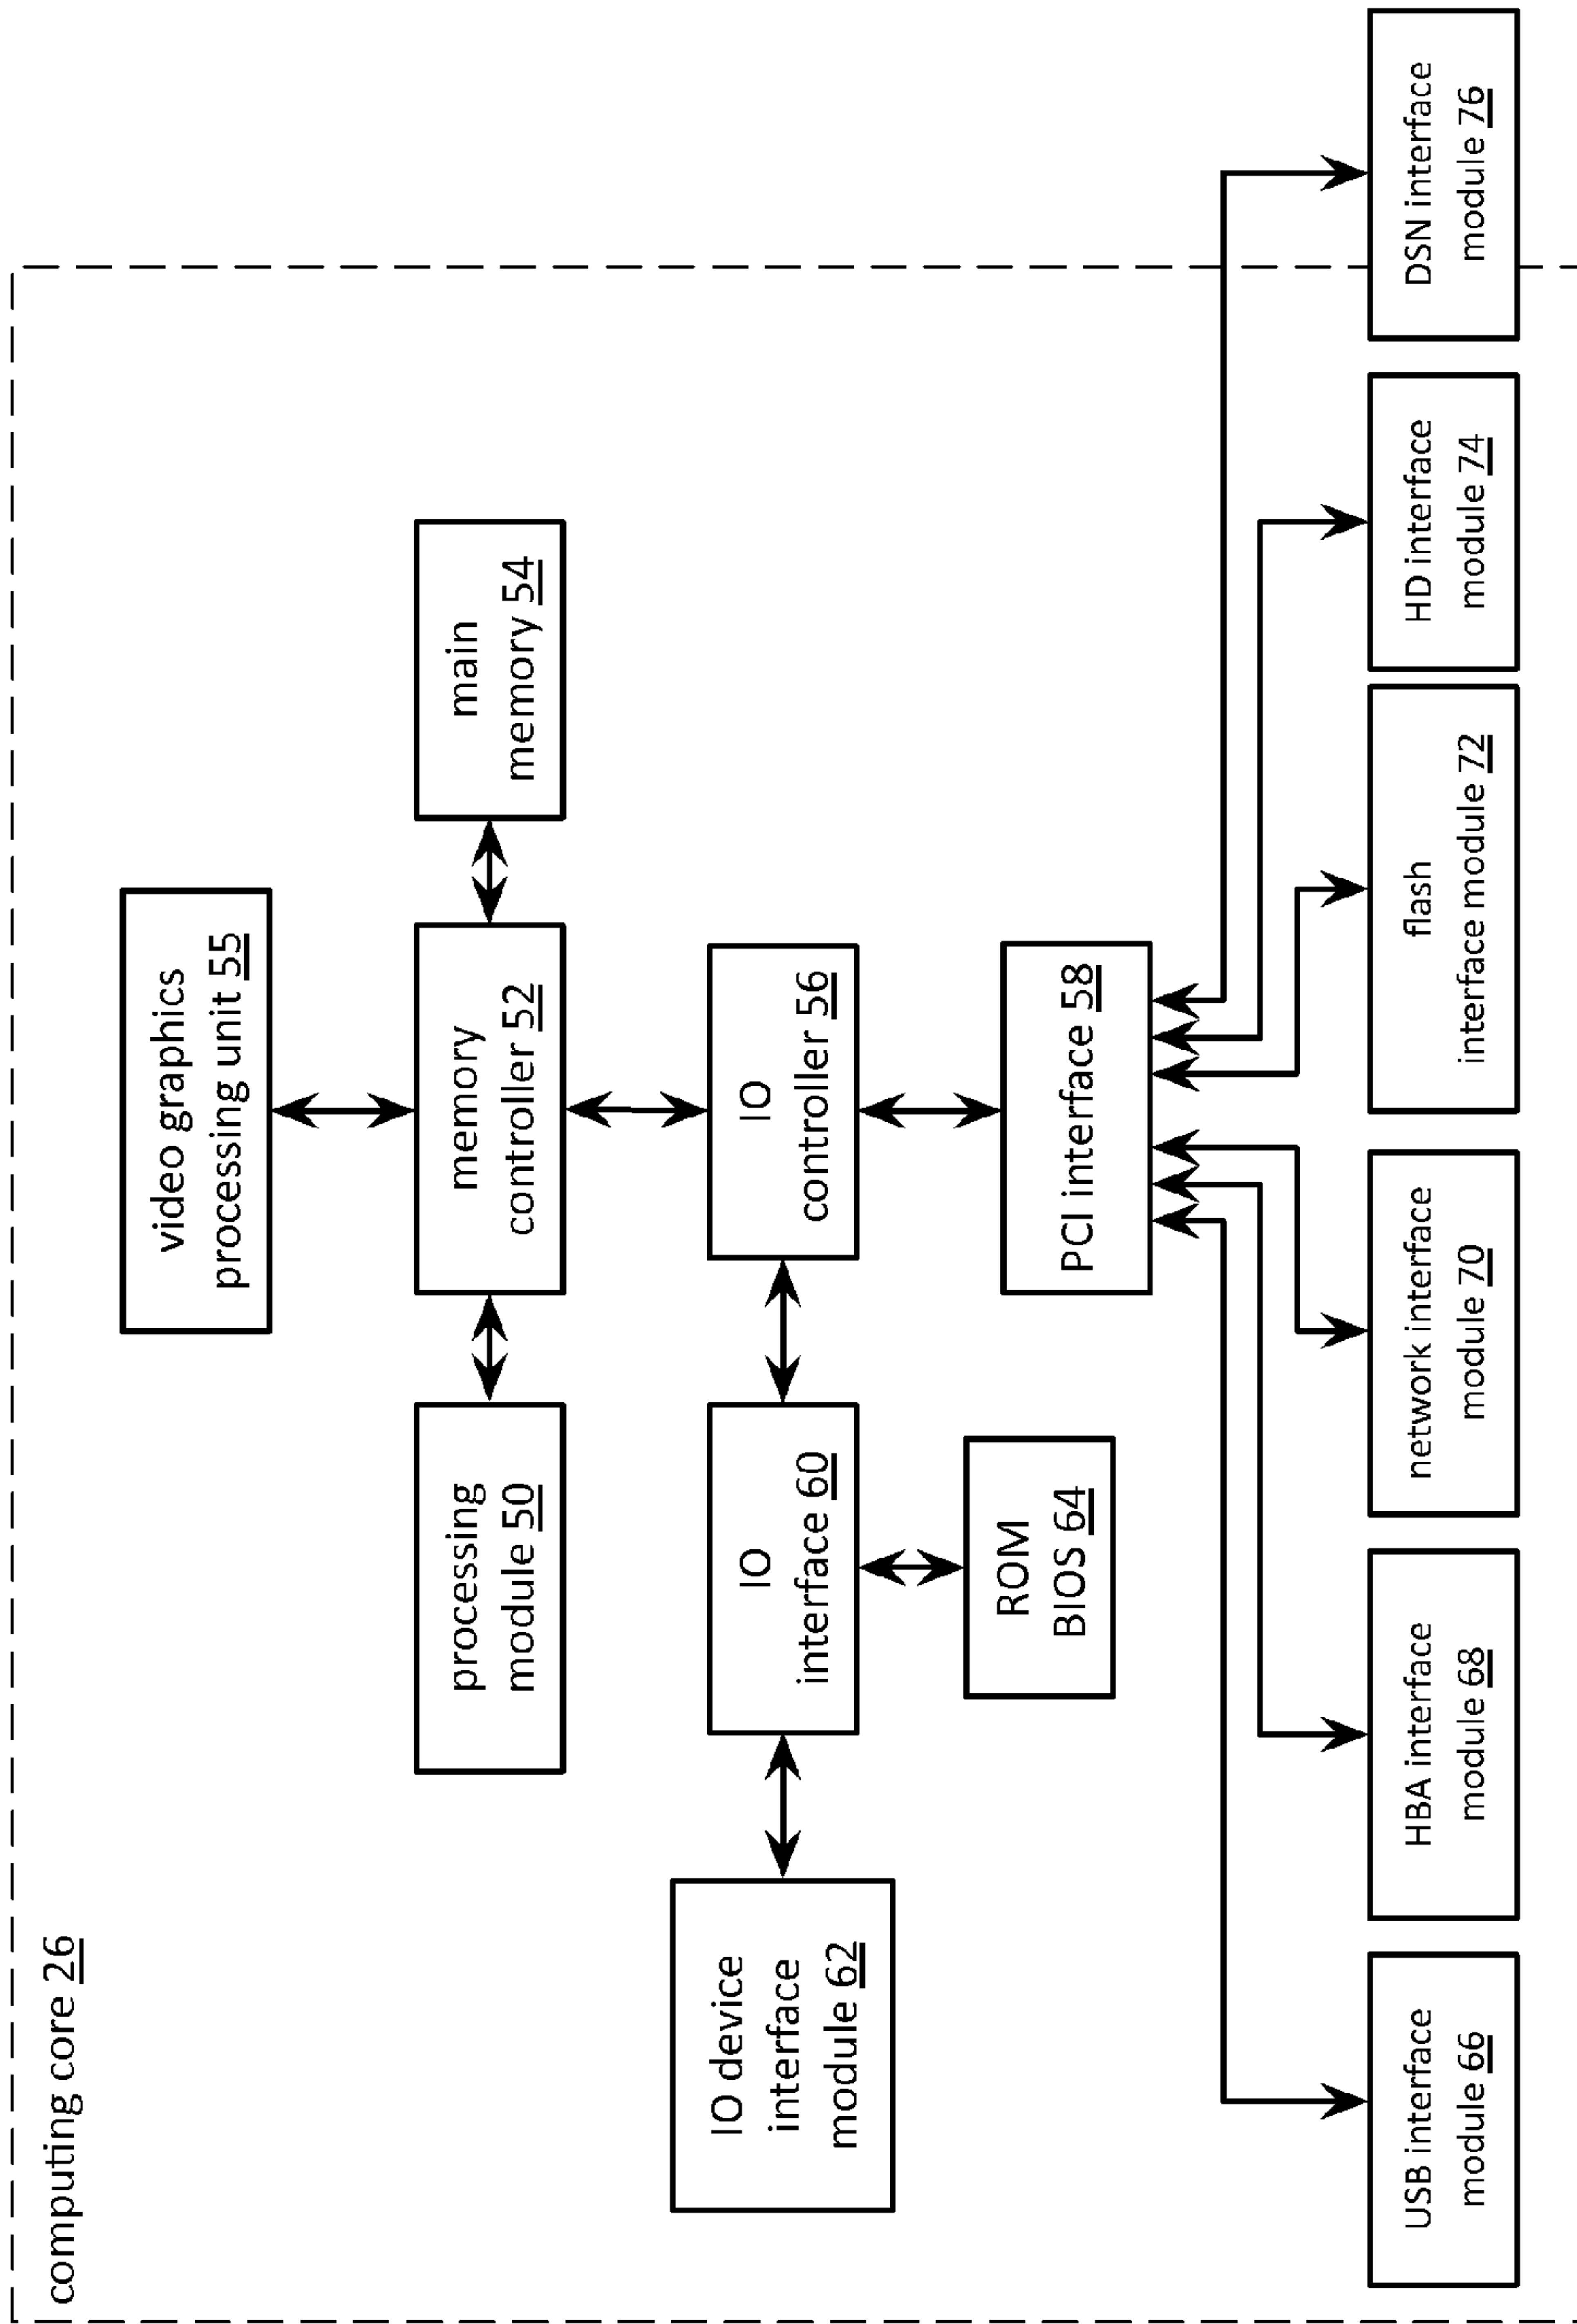 computing core 26
video graphics
processing unit 55
processing
module 50
memory
controller 52
main
memory 54
IO device
interface
module 62
IO
interface 60
IO
controller 56
ROM
BIOS 64
PCI interface 58
USB interface
module 66
HBA interface
module 68
network interface
module 70
flash
interface module 72
HD interface
module 74
DSN interface
module 76